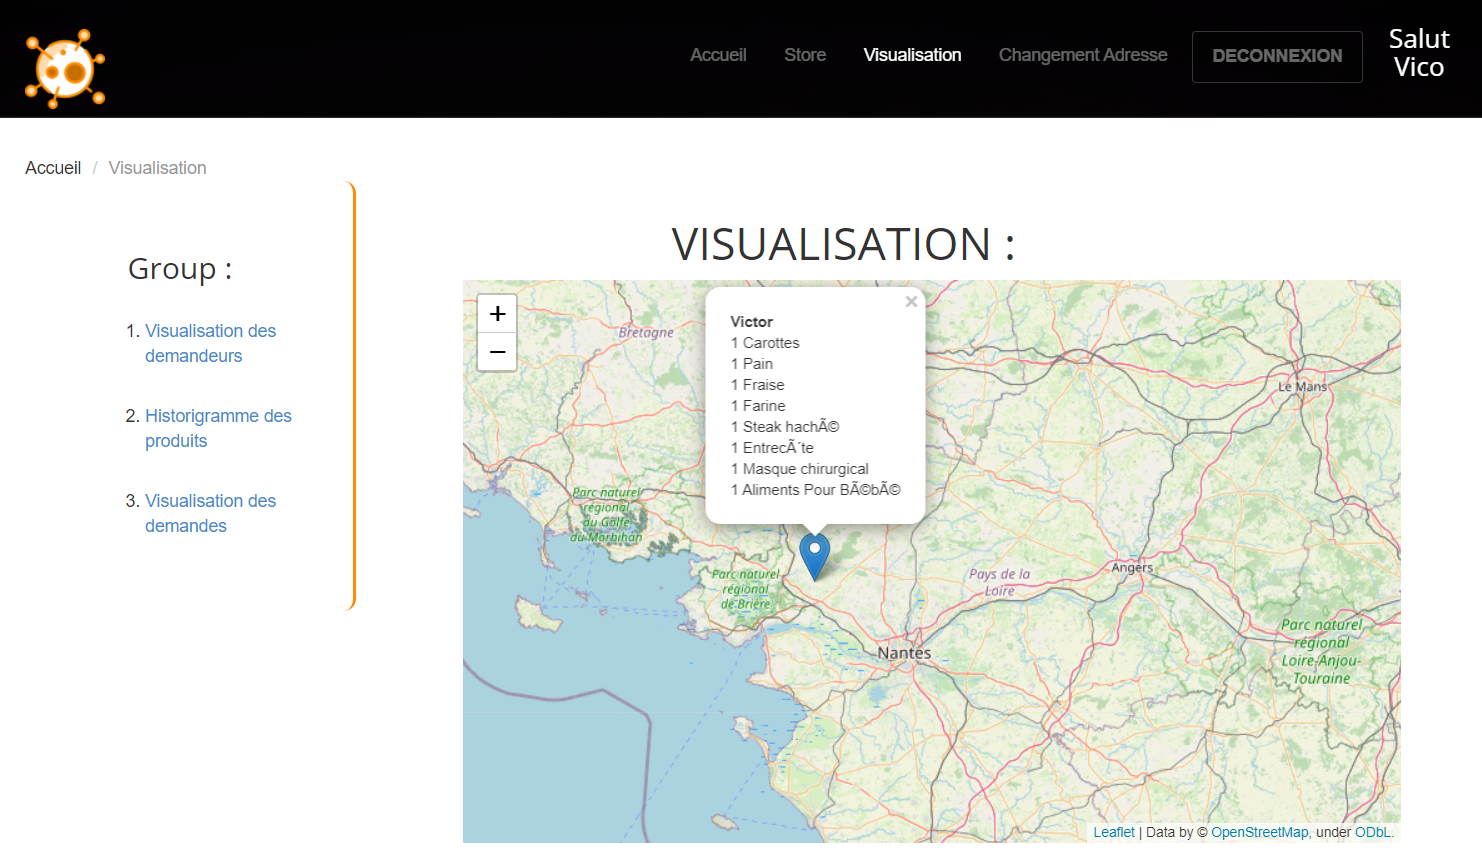 Accueil
Store
Visualisation
Changement Adresse
DECONNEXION
Salut
Vico
Accueil / Visualisation
Group :
1. Visualisation des
demandeurs
2. Historigramme des
produits
3. Visualisation des
demandes
VISUALISATION :
+
−
×
Victor
1 Carottes
1 Pain
1 Fraise
1 Farine
1 Steak hachÃ©
1 EntrecÃ´te
1 Masque chirurgical
1 Aliments Pour BÃ©bÃ©
Bretagne
Le Mans
Parc naturel
régional
du Golfe
du Morbihan
Parc naturel
régional
de Brière
Pays de la
Loire
Angers
Nantes
Parc naturel
régional
Loire-Anjou-
Touraine
Leaflet | Data by © OpenStreetMap, under ODbL.